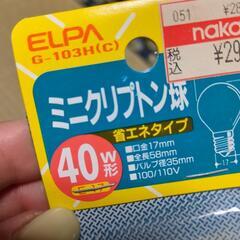 ELPA
G-103H(C)
ミニクリプトン球
省エネタイプ
40W形
■口金17mm
■全長58mm
■バルブ径35mm
■100/110V
051
nako
税込
17